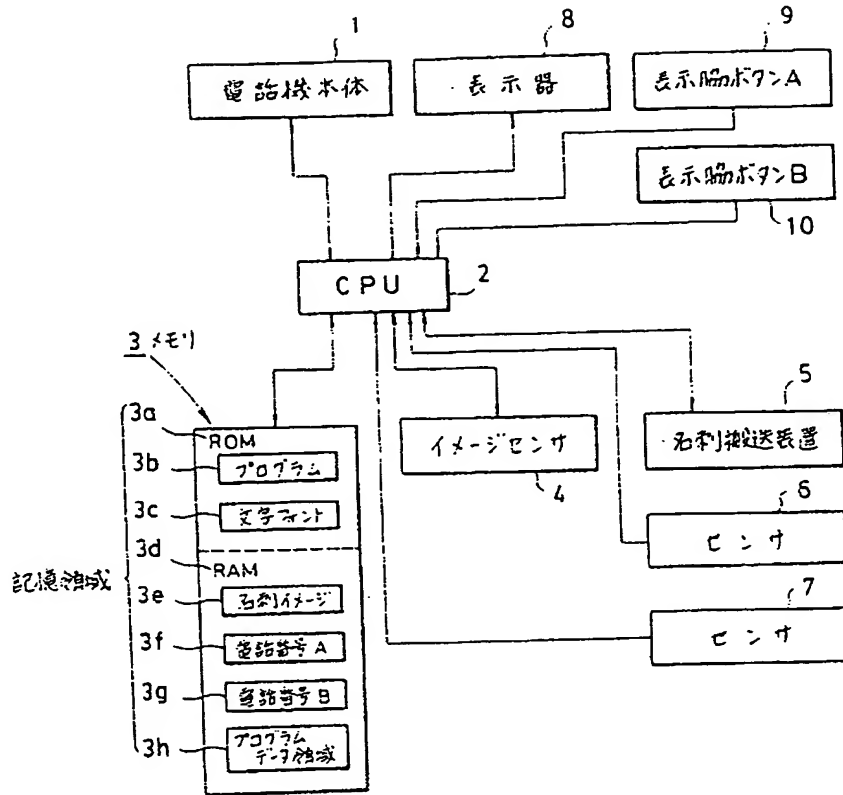 1
8
9
電話機本体
表示器
表示脇ボタンA
表示脇ボタンB
10
CPU
2
3 メモリ
5
3a
ROM
イメージセンサ
名刺搬送装置
3b
プログラム
4
6
3c
文字フォント
センサ
3d
RAM
記憶領域
7
3e
名刺イメージ
センサ
3f
電話番号 A
3g
電話番号 B
3h
プログラム
データ領域